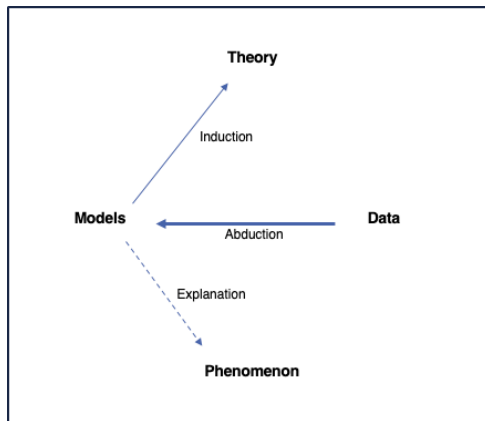 Theory
Induction
Models
Data
Abduction
Explanation
Phenomenon